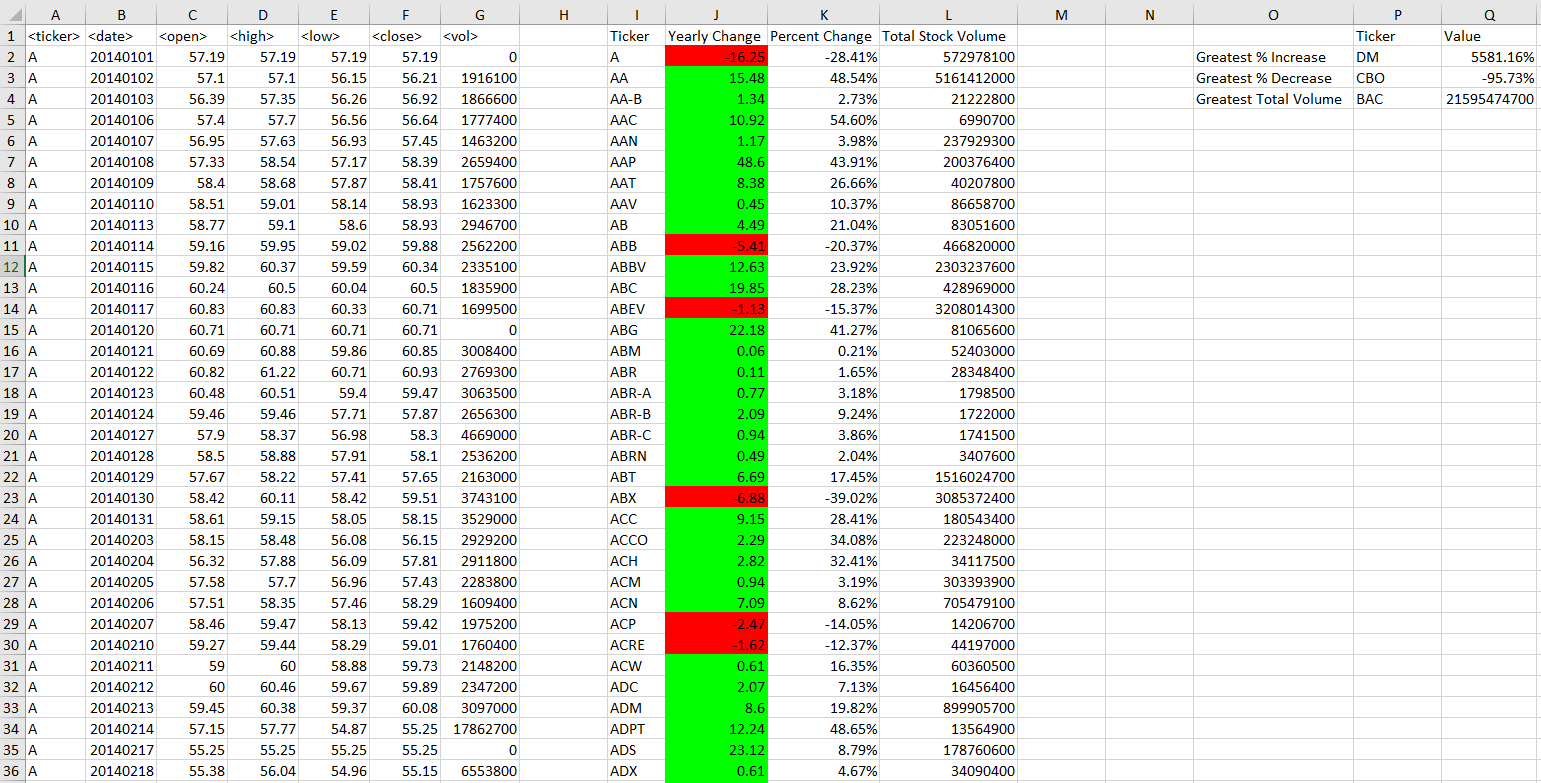 A B C D E F G H I J K L M N O P Q
1 <ticker> <date> <open> <high> <low> <close> <vol> Ticker Yearly Change Percent Change Total Stock Volume Ticker Value
2 A 20140101 57.19 57.19 57.19 57.19 0 A -16.25 -28.41% 572978100 Greatest % Increase DM 5581.16%
3 A 20140102 57.1 57.1 56.15 56.21 1916100 AA 15.48 48.54% 5161412000 Greatest % Decrease CBO -95.73%
4 A 20140103 56.39 57.35 56.26 56.92 1866600 AA-B 1.34 2.73% 21222800 Greatest Total Volume BAC 21595474700
5 A 20140106 57.4 57.7 56.56 56.64 1777400 AAC 10.92 54.60% 6990700
6 A 20140107 56.95 57.63 56.93 57.45 1463200 AAN 1.17 3.98% 237929300
7 A 20140108 57.33 58.54 57.17 58.39 2659400 AAP 48.6 43.91% 200376400
8 A 20140109 58.4 58.68 57.87 58.41 1757600 AAT 8.38 26.66% 40207800
9 A 20140110 58.51 59.01 58.14 58.93 1623300 AAV 0.45 10.37% 86658700
10 A 20140113 58.77 59.1 58.6 58.93 2946700 AB 4.49 21.04% 83051600
11 A 20140114 59.16 59.95 59.02 59.88 2562200 ABB -5.41 -20.37% 466820000
12 A 20140115 59.82 60.37 59.59 60.34 2335100 ABBV 12.63 23.92% 2303237600
13 A 20140116 60.24 60.5 60.04 60.5 1835900 ABC 19.85 28.23% 428969000
14 A 20140117 60.83 60.83 60.33 60.71 1699500 ABEV -1.13 -15.37% 3208014300
15 A 20140120 60.71 60.71 60.71 60.71 0 ABG 22.18 41.27% 81065600
16 A 20140121 60.69 60.88 59.86 60.85 3008400 ABM 0.06 0.21% 52403000
17 A 20140122 60.82 61.22 60.71 60.93 2769300 ABR 0.11 1.65% 28348400
18 A 20140123 60.48 60.51 59.4 59.47 3063500 ABR-A 0.77 3.18% 1798500
19 A 20140124 59.46 59.46 57.71 57.87 2656300 ABR-B 2.09 9.24% 1722000
20 A 20140127 57.9 58.37 56.98 58.3 4669000 ABR-C 0.94 3.86% 1741500
21 A 20140128 58.5 58.88 57.91 58.1 2536200 ABRN 0.49 2.04% 3407600
22 A 20140129 57.67 58.22 57.41 57.65 2163000 ABT 6.69 17.45% 1516024700
23 A 20140130 58.42 60.11 58.42 59.51 3743100 ABX -6.88 -39.02% 3085372400
24 A 20140131 58.61 59.15 58.05 58.15 3529000 ACC 9.15 28.41% 180543400
25 A 20140203 58.15 58.48 56.08 56.15 2929200 ACCO 2.29 34.08% 223248000
26 A 20140204 56.32 57.88 56.09 57.81 2911800 ACH 2.82 32.41% 34117500
27 A 20140205 57.58 57.7 56.96 57.43 2283800 ACM 0.94 3.19% 303393900
28 A 20140206 57.51 58.35 57.46 58.29 1609400 ACN 7.09 8.62% 705479100
29 A 20140207 58.46 59.47 58.13 59.42 1975200 ACP -2.47 -14.05% 14206700
30 A 20140210 59.27 59.44 58.29 59.01 1760400 ACRE -1.62 -12.37% 44197000
31 A 20140211 59 60 58.88 59.73 2148200 ACW 0.61 16.35% 60360500
32 A 20140212 60 60.46 59.67 59.89 2347200 ADC 2.07 7.13% 16456400
33 A 20140213 59.45 60.38 59.37 60.08 3097000 ADM 8.6 19.82% 899905700
34 A 20140214 57.15 57.77 54.87 55.25 17862700 ADPT 12.24 48.65% 13564900
35 A 20140217 55.25 55.25 55.25 55.25 0 ADS 23.12 8.79% 178760600
36 A 20140218 55.38 56.04 54.96 55.15 6553800 ADX 0.61 4.67% 34090400